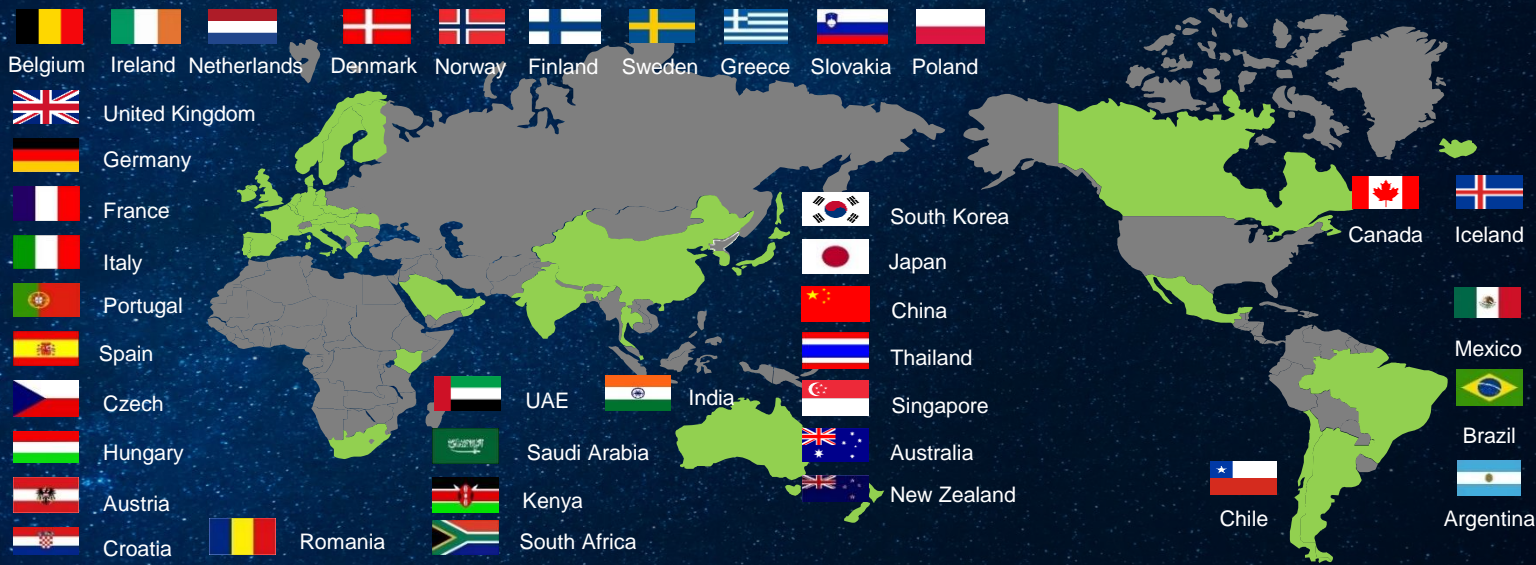 Belgium
Ireland
Netherlands
Denmark
Norway
Finland
Sweden
Greece
Slovakia
Poland
United Kingdom
Germany
France
Italy
Portugal
Spain
Czech
Hungary
Austria
Croatia
Romania
UAE
India
Saudi Arabia
Kenya
South Africa
South Korea
Japan
China
Thailand
Singapore
Australia
New Zealand
Canada
Iceland
Mexico
Brazil
Chile
Argentina